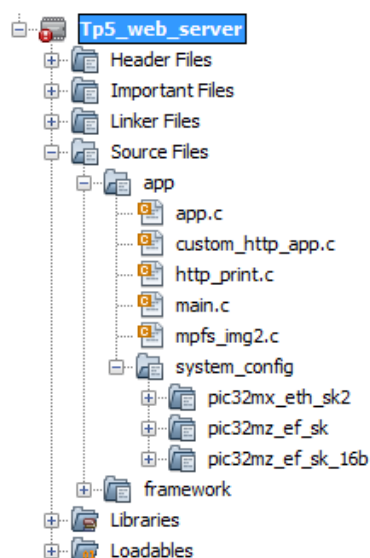 Tp5_web_server
Header Files
Important Files
Linker Files
Source Files
app
app.c
custom_http_app.c
http_print.c
main.c
mpfs_img2.c
system_config
pic32mx_eth_sk2
pic32mz_ef_sk
pic32mz_ef_sk_16b
framework
Libraries
Loadables